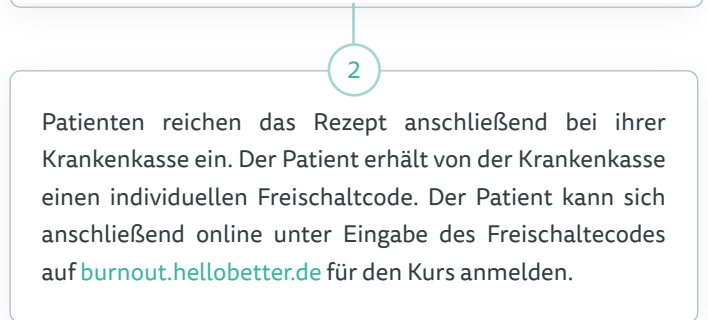 2
Patienten reichen das Rezept anschließend bei ihrer
Krankenkasse ein. Der Patient erhält von der Krankenkasse
einen individuellen Freischaltcode. Der Patient kann sich
anschließend online unter Eingabe des Freischaltecodes
auf burnout.hellobetter.de für den Kurs anmelden.